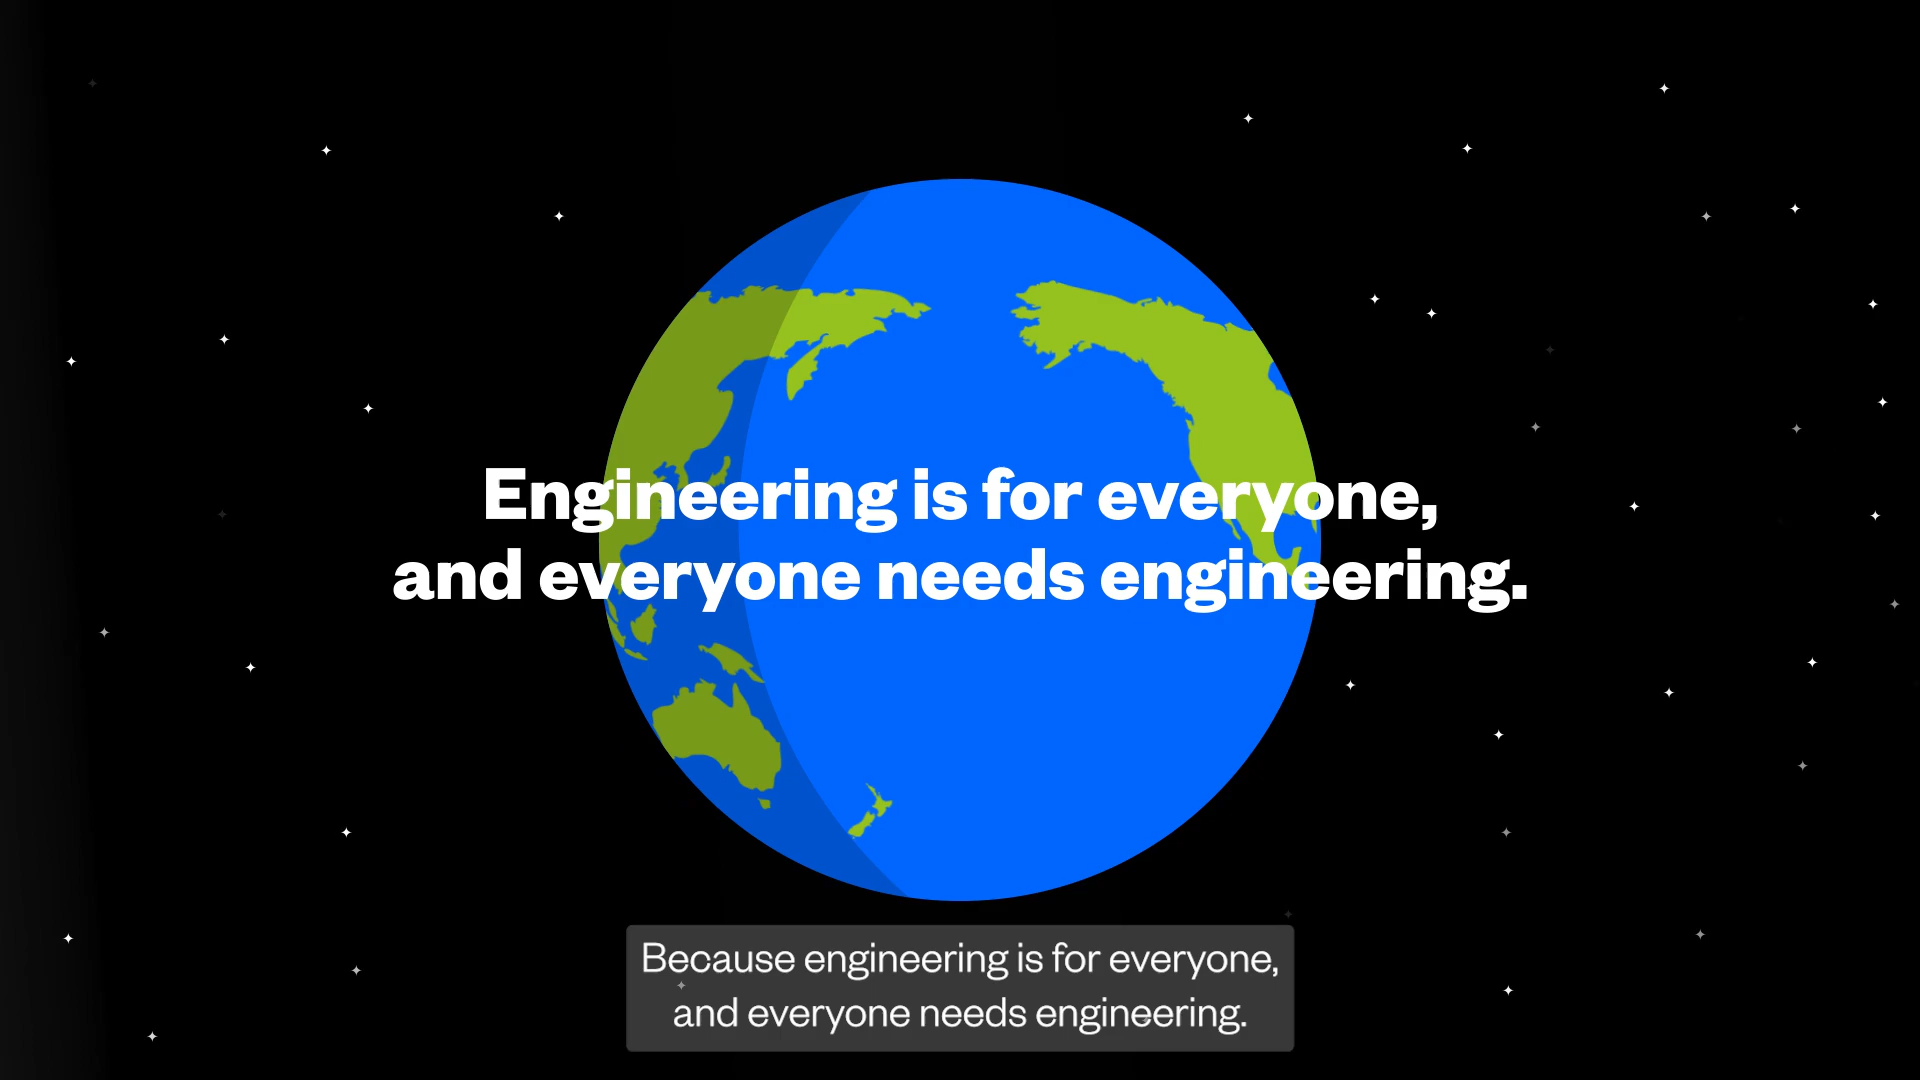 Engineering is for everyone,
and everyone needs engineering.
Because engineering is for everyone,
and everyone needs engineering.